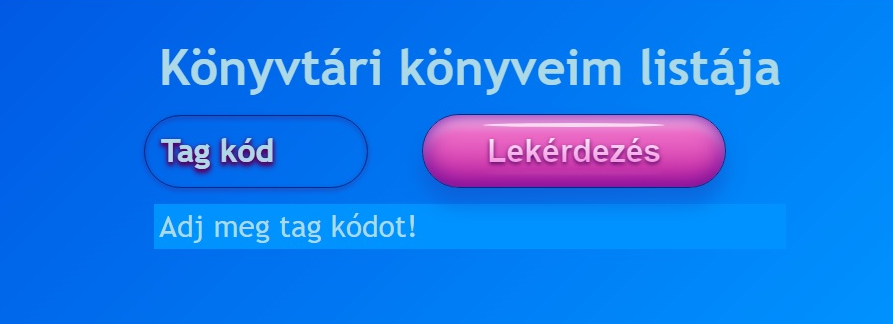 Könyvtári könyveim listája
Tag kód
Lekérdezés
Adj meg tag kódot!